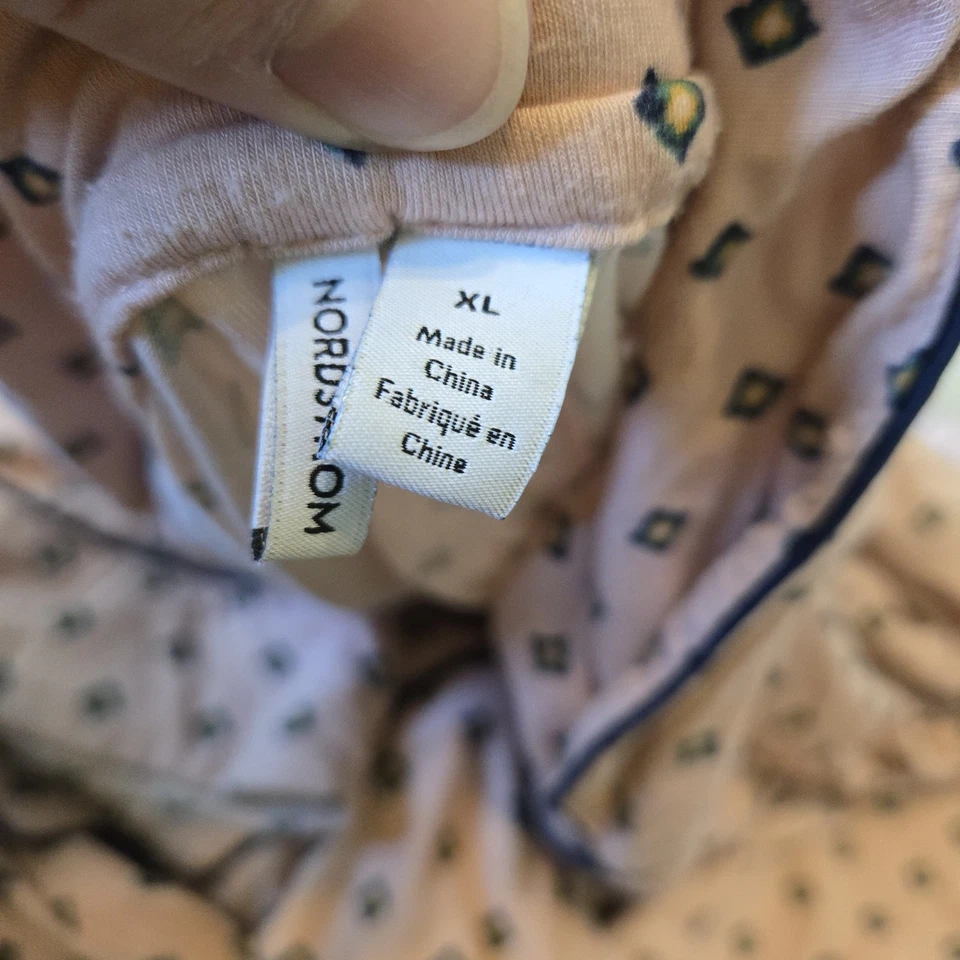 NORDSTROM
XL
Made in
China
Fabriqué en
Chine